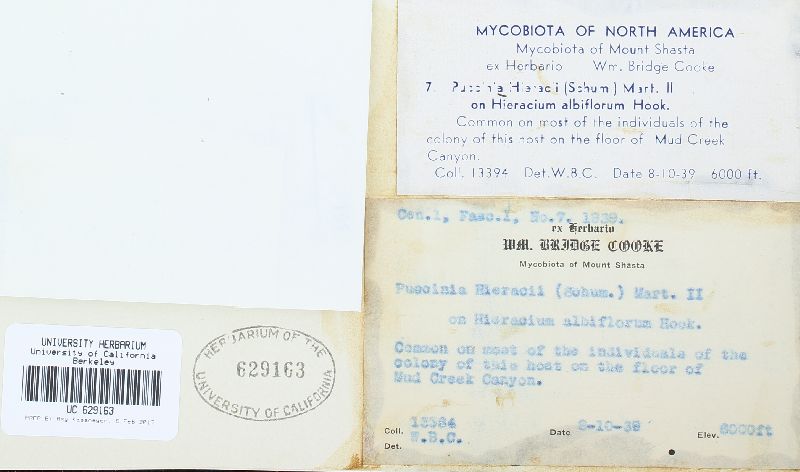 MYCOBIOTA OF NORTH AMERICA
Mycobiota of Mount Shasta
ex Herbario Wm. Bridge Cooke
7. Puccinia Hieracii (Schum.) Mart. II
on Hieracium albiflorum Hook.
Common on most of the individuals of the
colony of this host on the floor of Mud Creek
Canyon.
Coll. 13394 Det. W.B.C. Date 8-10-39 6000 ft.
Cen.1, Fasc.1, No.7. 1939.
ex Herbario
WM. BRIDGE COOKE
Mycobiota of Mount Shasta
Puccinia Hieracii (Schum.) Mart. II
on Hieracium albiflorum Hook.
Common on most of the individuals of the
colony of this host on the floor of
Mud Creek Canyon.
Coll.
Date 8-10-39
Elev. 6000ft
Det. W.B.C.
UNIVERSITY HERBARIUM
University of California
Berkeley
UC 629163
HERBARIUM OF THE
629163
UNIVERSITY OF CALIFORNIA